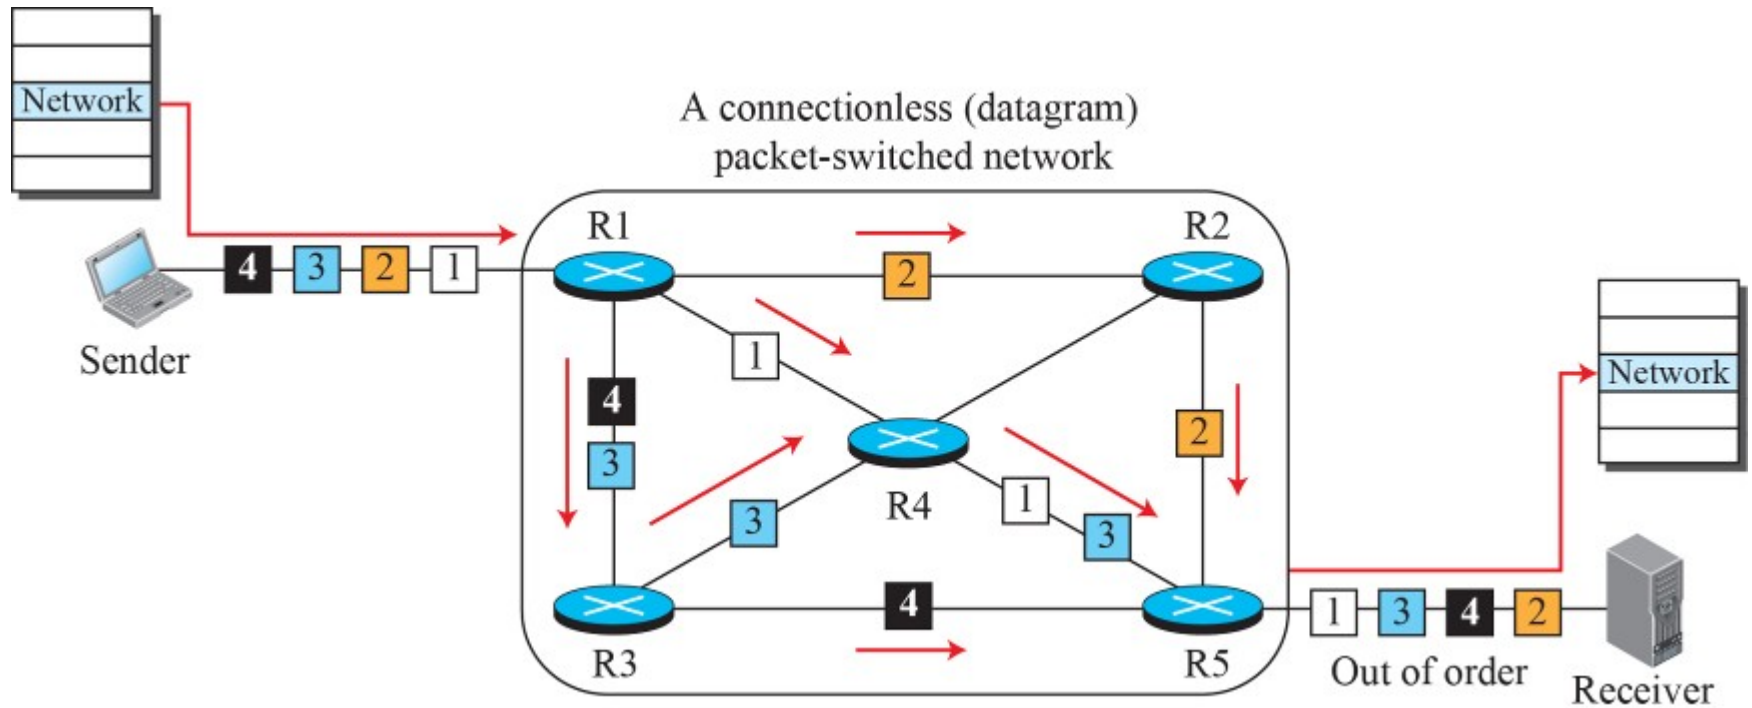 Network
A connectionless (datagram)
packet-switched network
R1
R2
2
4 3 2 1
Sender
1
4
3
2
Network
R4
3
1
3
4
R3
R5
1 3 4 2
Out of order
Receiver